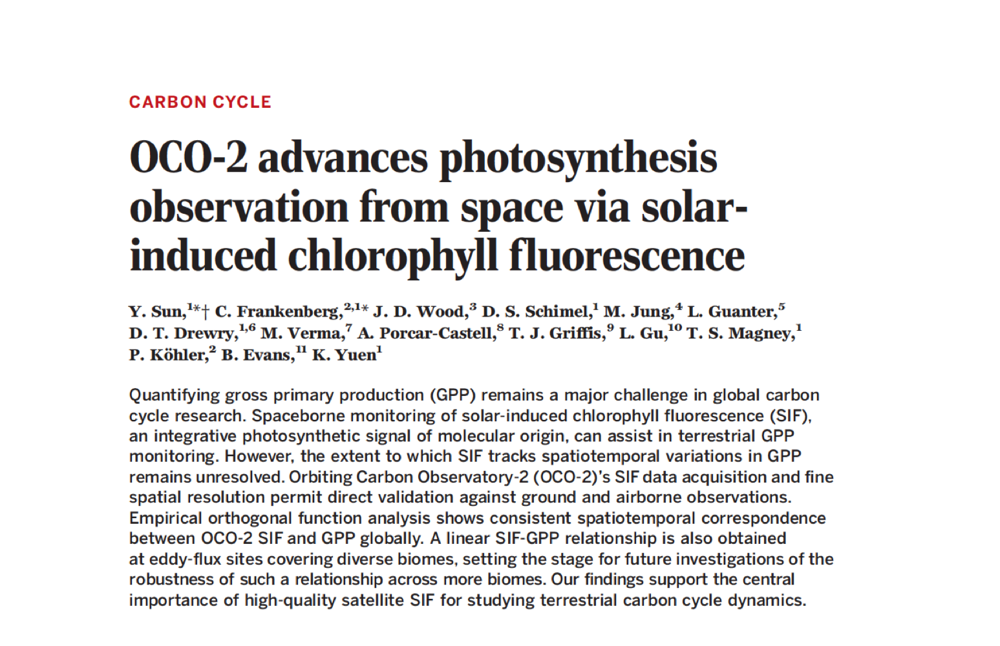 CARBON CYCLE
OCO-2 advances photosynthesis
observation from space via solar-
induced chlorophyll fluorescence
Y. Sun,¹*† C. Frankenberg,²,¹* J. D. Wood,³ D. S. Schimel,¹ M. Jung,⁴ L. Guanter,⁵
D. T. Drewry,¹,⁶ M. Verma,⁷ A. Porcar-Castell,⁸ T. J. Griffis,⁹ L. Gu,¹⁰ T. S. Magney,¹
P. Köhler,² B. Evans,¹¹ K. Yuen¹
Quantifying gross primary production (GPP) remains a major challenge in global carbon
cycle research. Spaceborne monitoring of solar-induced chlorophyll fluorescence (SIF),
an integrative photosynthetic signal of molecular origin, can assist in terrestrial GPP
monitoring. However, the extent to which SIF tracks spatiotemporal variations in GPP
remains unresolved. Orbiting Carbon Observatory-2 (OCO-2)'s SIF data acquisition and fine
spatial resolution permit direct validation against ground and airborne observations.
Empirical orthogonal function analysis shows consistent spatiotemporal correspondence
between OCO-2 SIF and GPP globally. A linear SIF-GPP relationship is also obtained
at eddy-flux sites covering diverse biomes, setting the stage for future investigations of the
robustness of such a relationship across more biomes. Our findings support the central
importance of high-quality satellite SIF for studying terrestrial carbon cycle dynamics.